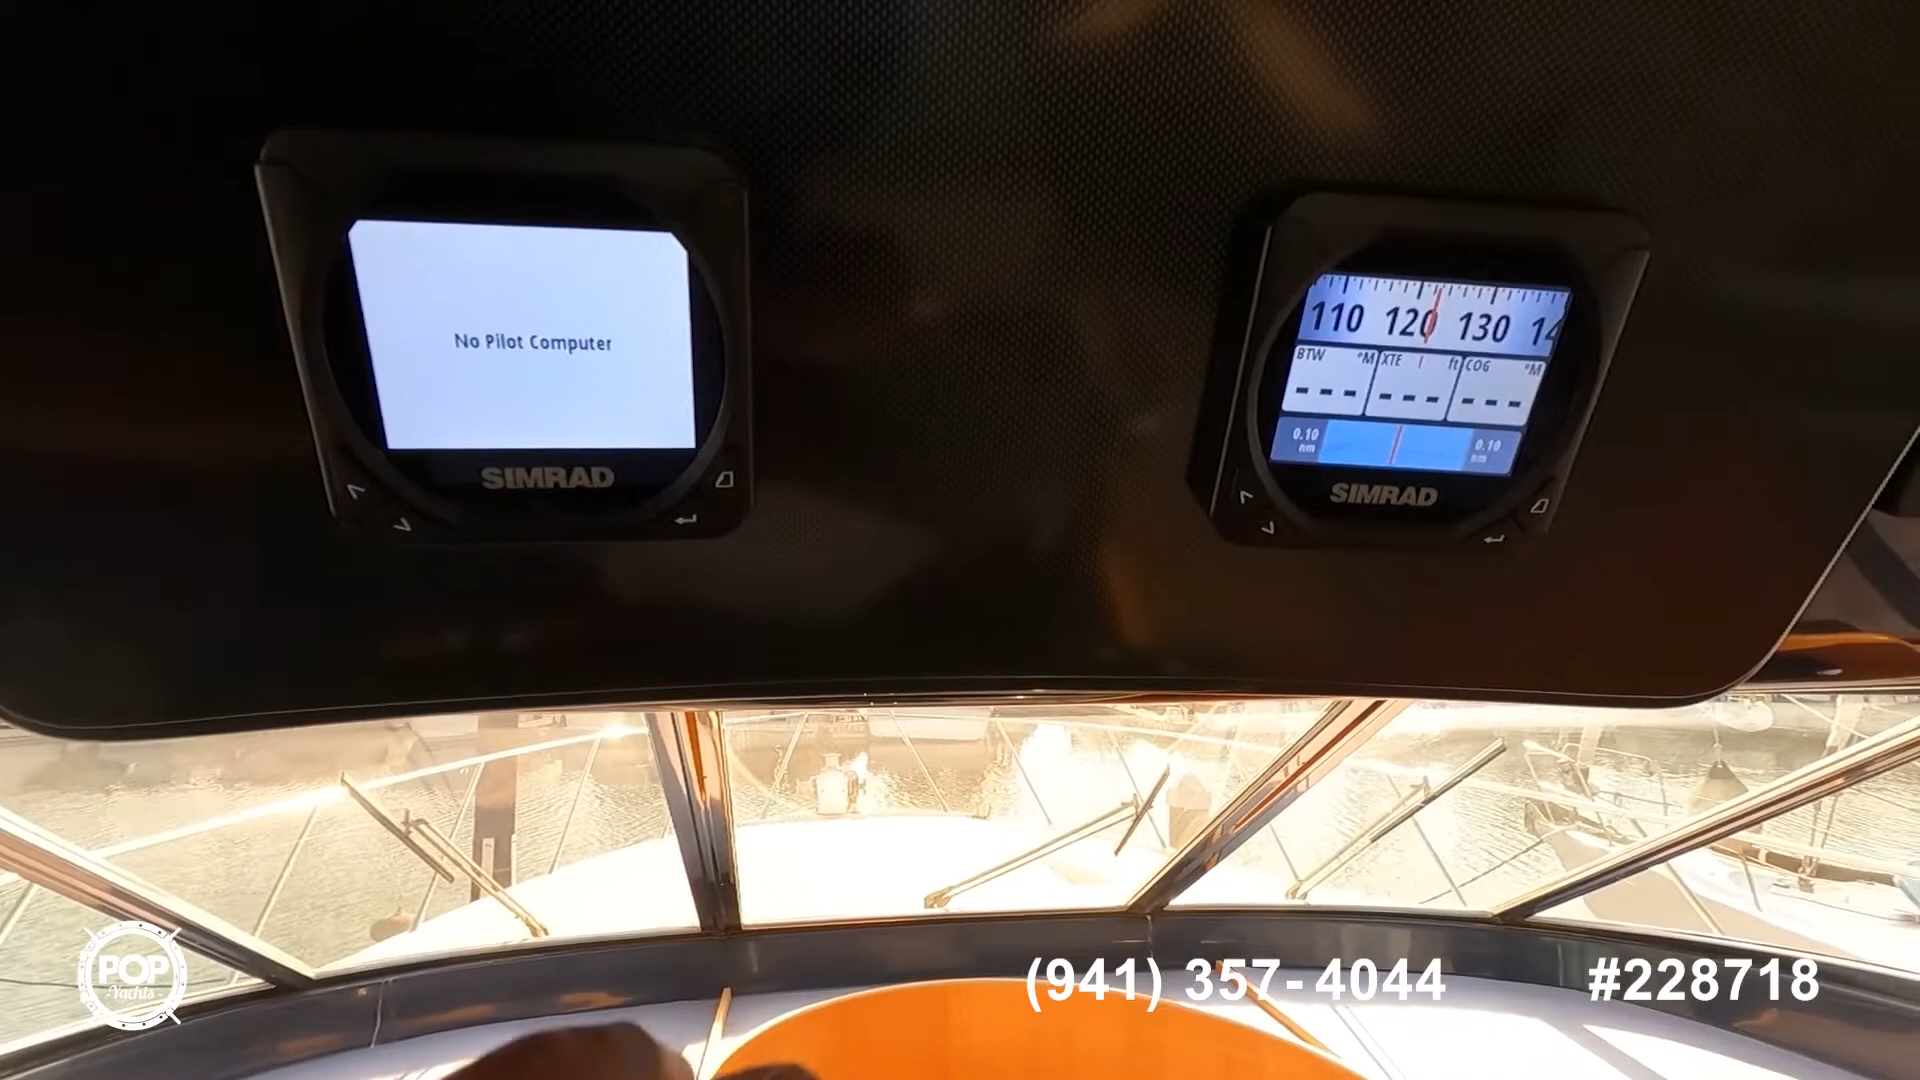 No Pilot Computer
SIMRAD
110 120 130 14
BTW °M XTE ft COG °M
--- --- ---
0.10 nm 0.10 nm
SIMRAD
POP
-Yachts-
(941) 357-4044
#228718